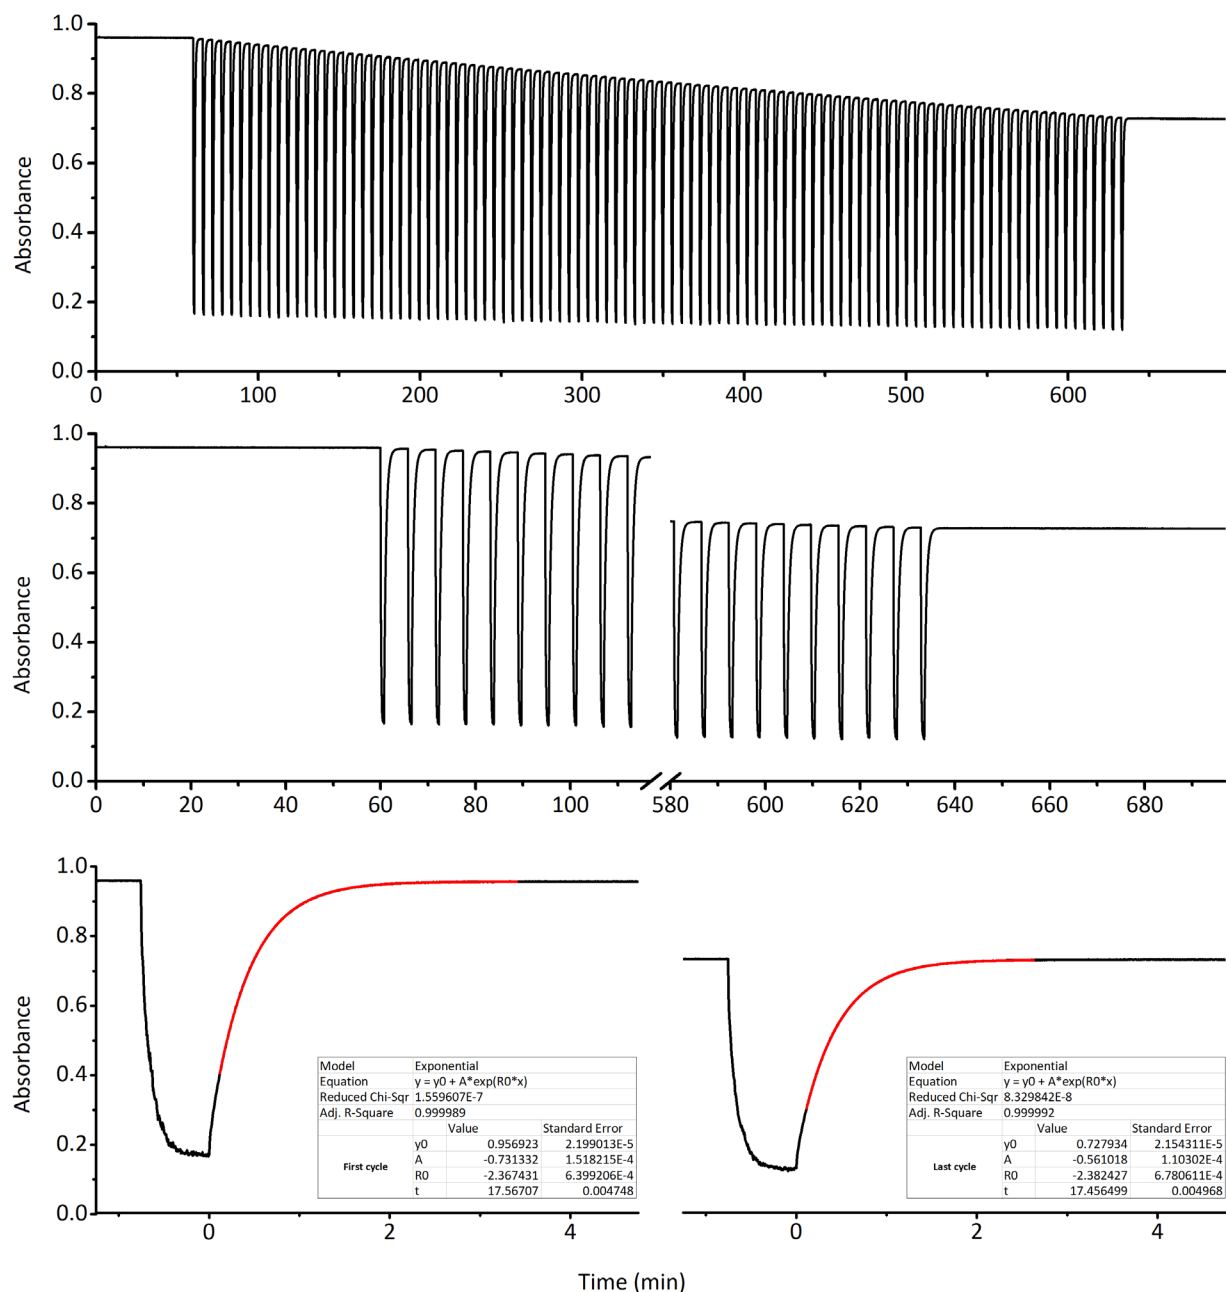 1.0
0.8
0.6
0.4
0.2
0.0
Absorbance
0 100 200 300 400 500 600
1.0
0.8
0.6
0.4
0.2
0.0
Absorbance
0 20 40 60 80 100 580 600 620 640 660 680
1.0
0.8
0.6
0.4
0.2
0.0
Absorbance
Model Exponential
Equation y = y0 + A*exp(R0*x)
Reduced Chi-Sqr 1.559607E-7
Adj. R-Square 0.999989
Value Standard Error
First cycle
y0 0.956923 2.199013E-5
A -0.731332 1.518215E-4
R0 -2.367431 6.399206E-4
t 17.56707 0.004748
0 2 4
Model Exponential
Equation y = y0 + A*exp(R0*x)
Reduced Chi-Sqr 8.329842E-8
Adj. R-Square 0.999992
Value Standard Error
Last cycle
y0 0.727934 2.154311E-5
A -0.561018 1.10302E-4
R0 -2.382427 6.780611E-4
t 17.456499 0.004968
0 2 4
Time (min)